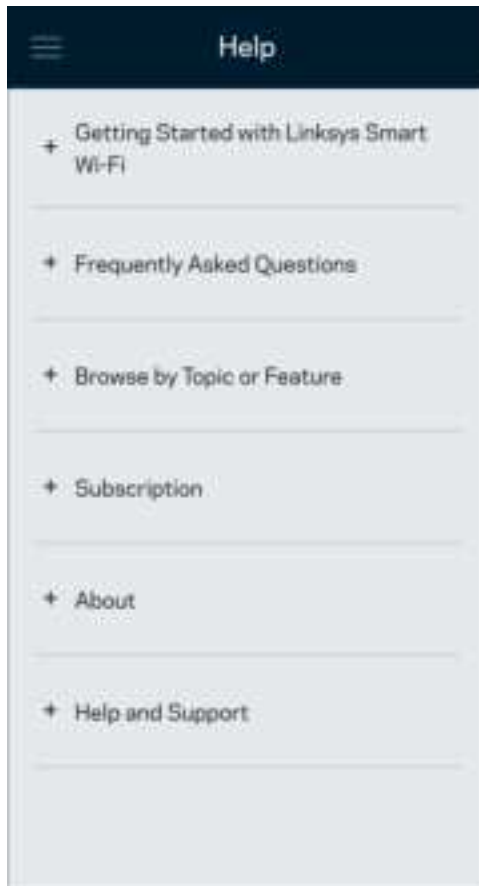 Help
+ Getting Started with Linksys Smart
Wi-Fi
+ Frequently Asked Questions
+ Browse by Topic or Feature
+ Subscription
+ About
+ Help and Support